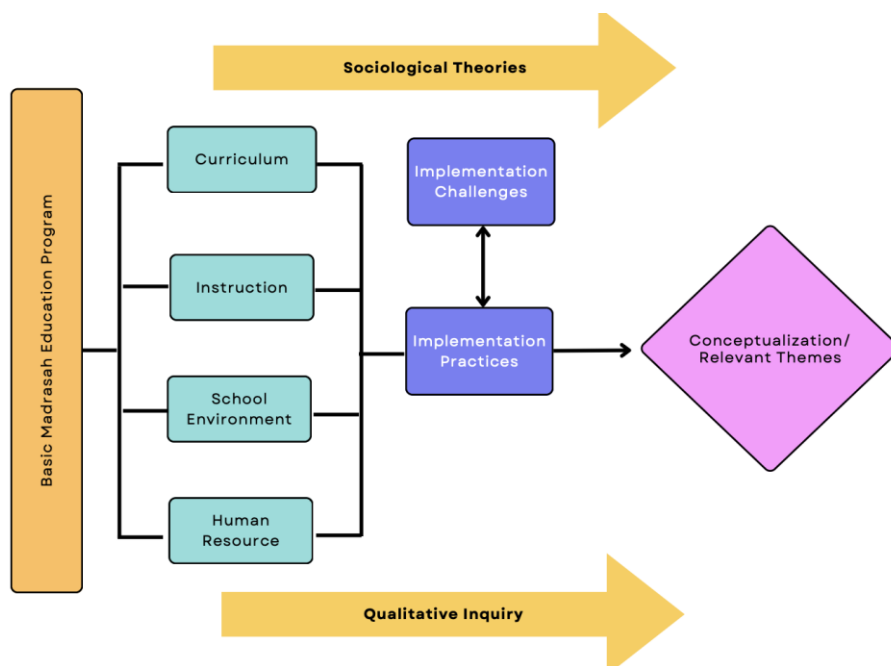 Sociological Theories
Basic Madrasah Education Program
Curriculum
Instruction
School
Environment
Human
Resource
Implementation
Challenges
Implementation
Practices
Conceptualization/
Relevant Themes
Qualitative Inquiry